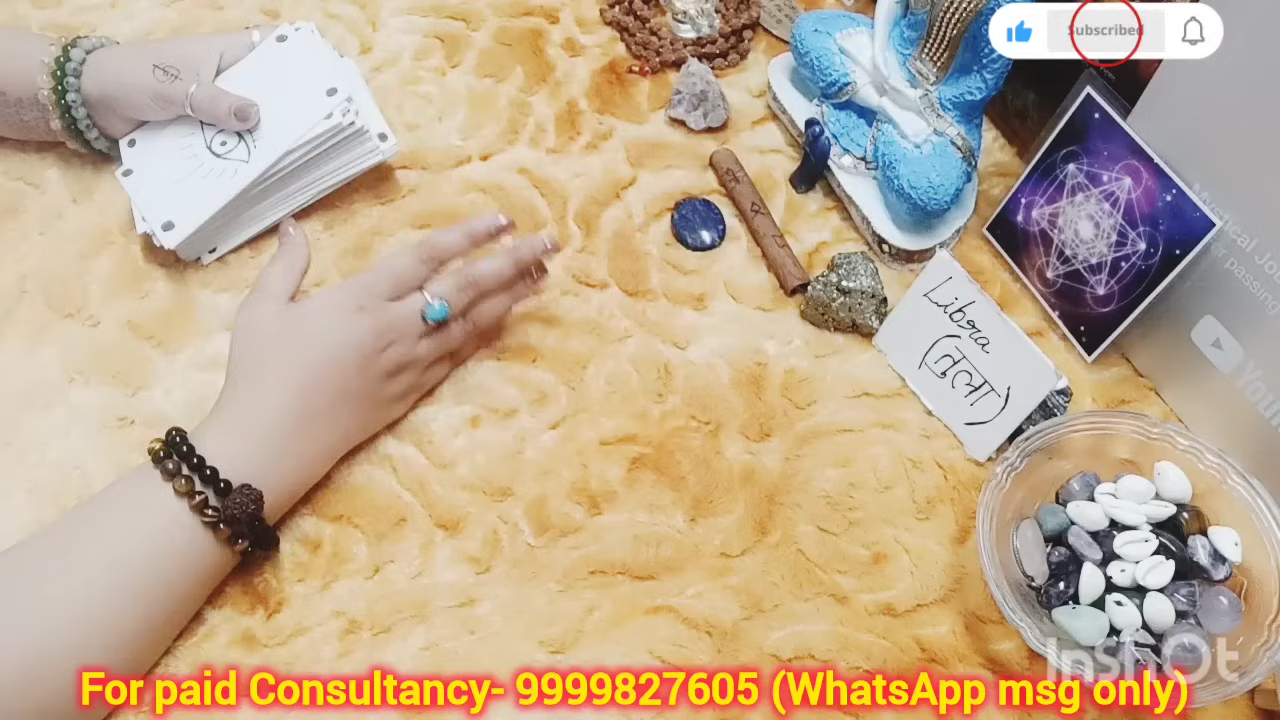 Subscribed
Libra
(तुला)
For paid Consultancy- 9999827605 (WhatsApp msg only)
InShOt